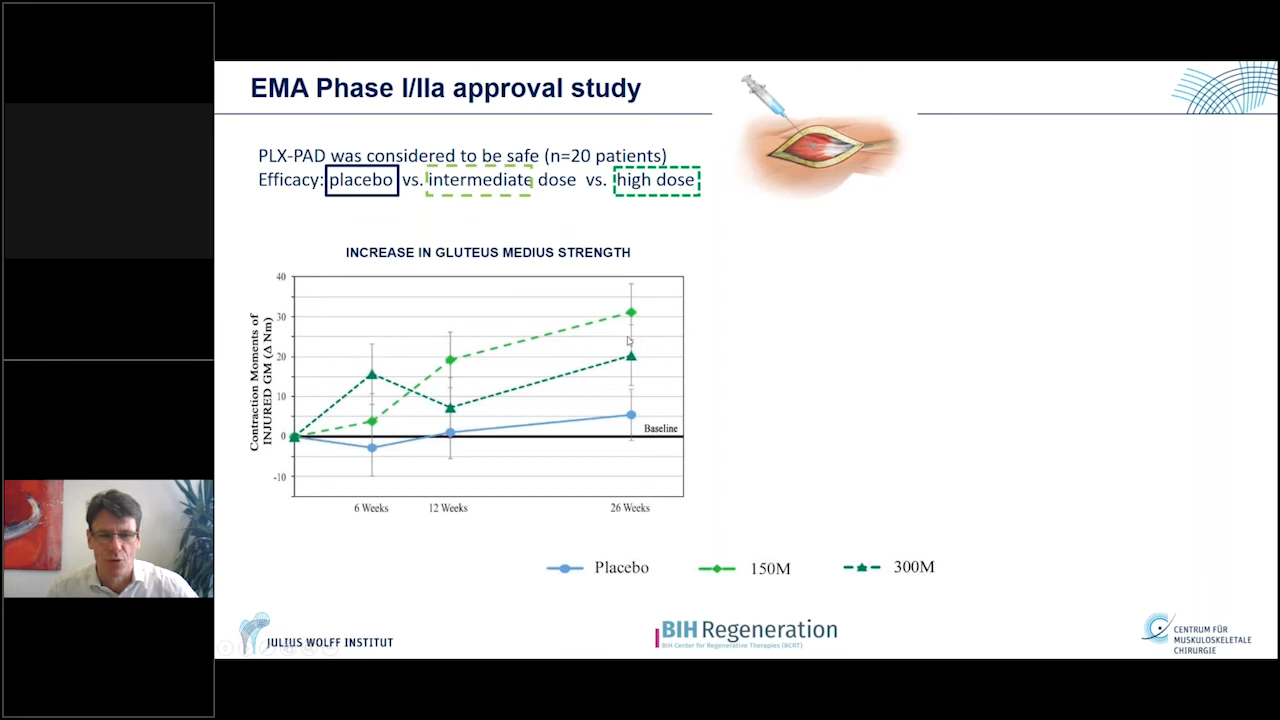 EMA Phase I/IIa approval study
PLX-PAD was considered to be safe (n=20 patients)
Efficacy: placebo vs. intermediate dose vs. high dose
INCREASE IN GLUTEUS MEDIUS STRENGTH
Contraction Moments of
INJURED GM (Δ Nm)
40
30
20
10
0
-10
Baseline
6 Weeks
12 Weeks
26 Weeks
Placebo
150M
300M
JULIUS WOLFF INSTITUT
BIH Regeneration
BIH Center for Regenerative Therapies (BCRT)
CENTRUM FÜR
MUSKULOSKELETALE
CHIRURGIE